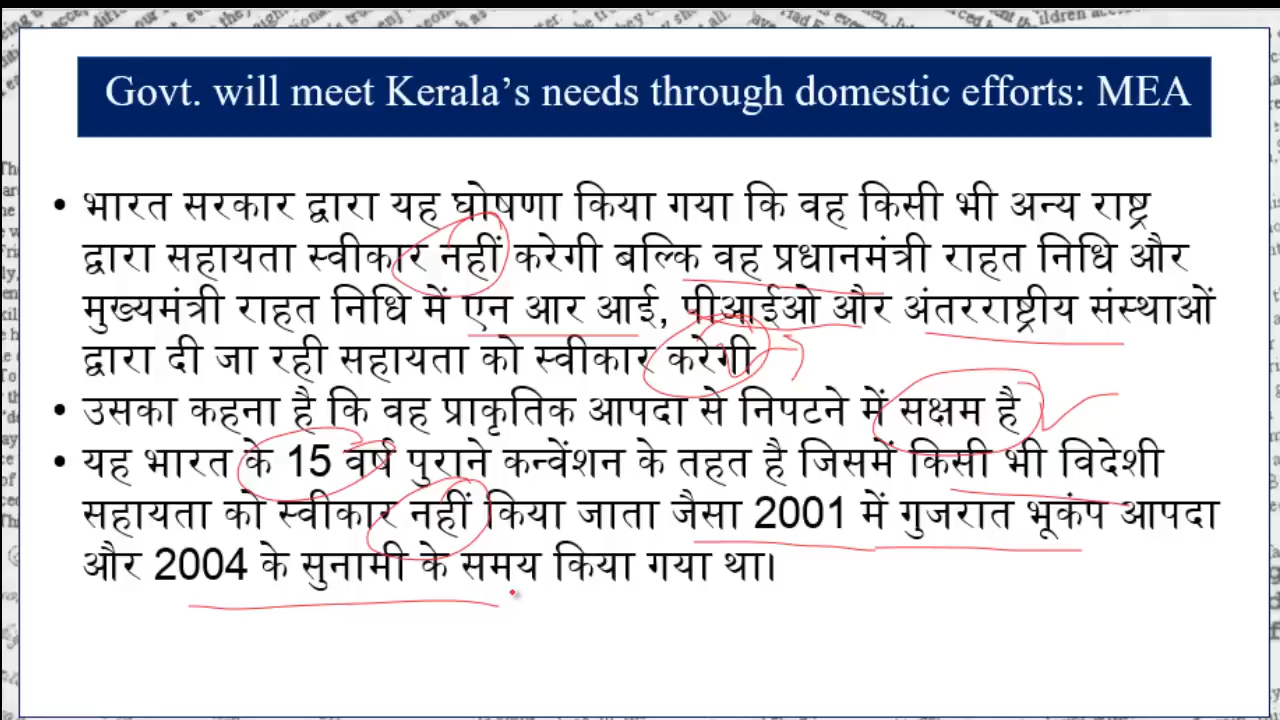 Govt. will meet Kerala’s needs through domestic efforts: MEA
• भारत सरकार द्वारा यह घोषणा किया गया कि वह किसी भी अन्य राष्ट्र
द्वारा सहायता स्वीकार नहीं करेगी बल्कि वह प्रधानमंत्री राहत निधि और
मुख्यमंत्री राहत निधि में एन आर आई, पीआईओ और अंतरराष्ट्रीय संस्थाओं
द्वारा दी जा रही सहायता को स्वीकार करेगी
• उसका कहना है कि वह प्राकृतिक आपदा से निपटने में सक्षम है
• यह भारत के 15 वर्ष पुराने कन्वेंशन के तहत है जिसमें किसी भी विदेशी
सहायता को स्वीकार नहीं किया जाता जैसा 2001 में गुजरात भूकंप आपदा
और 2004 के सुनामी के समय किया गया था।